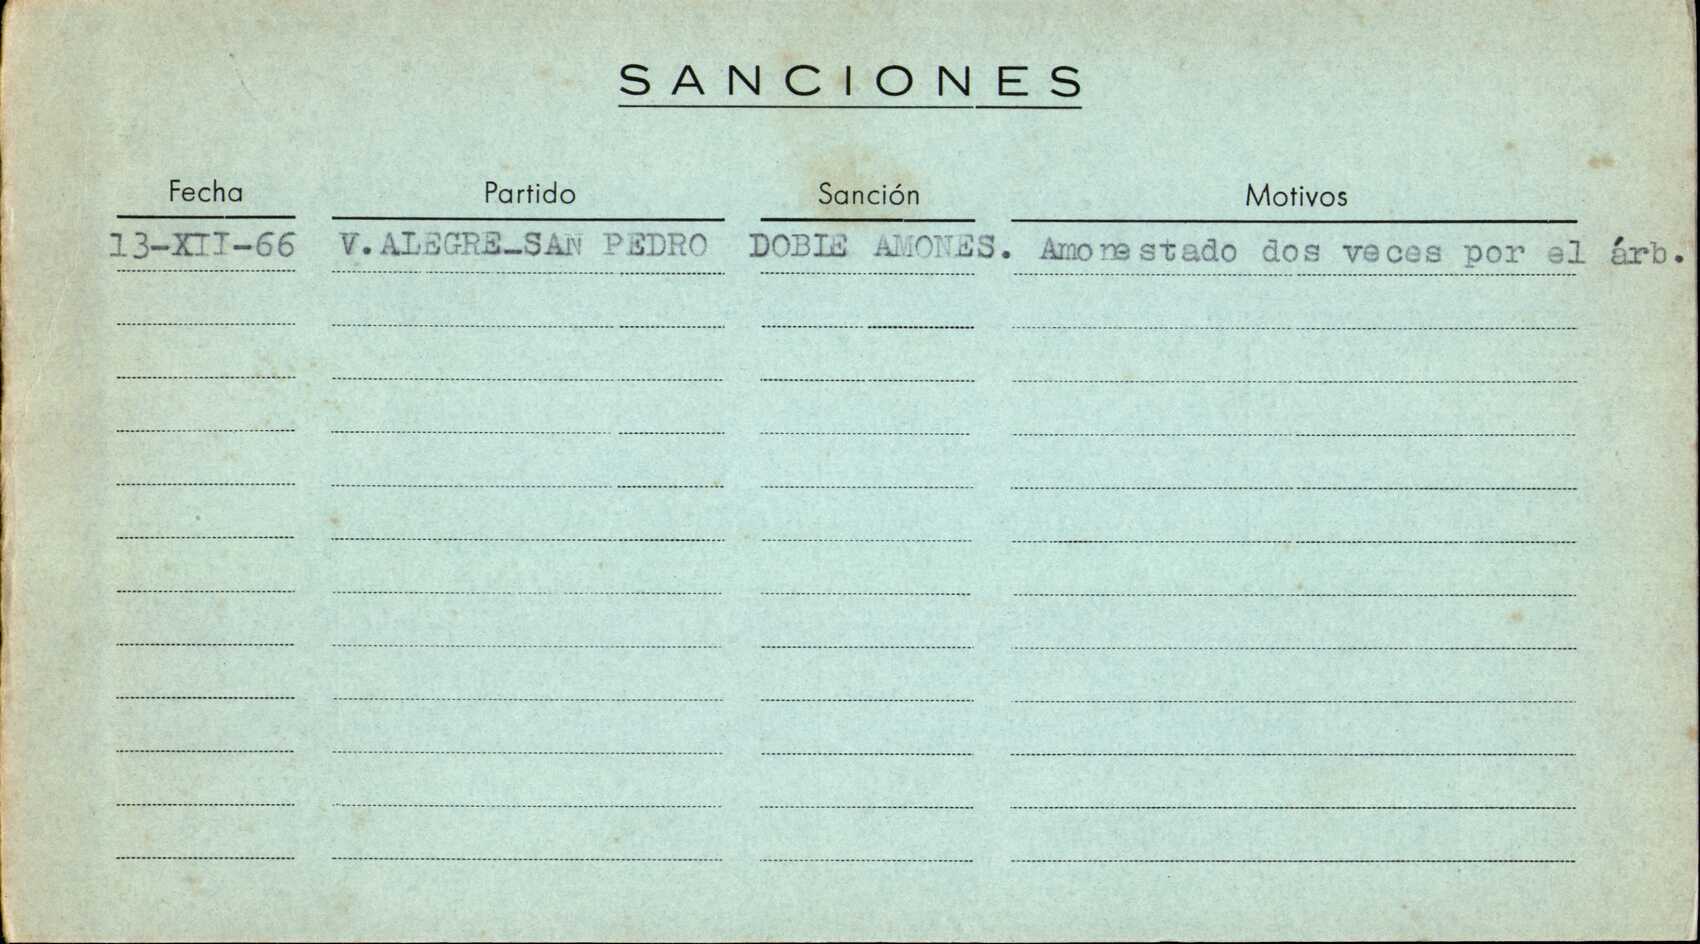 SANCIONES
Fecha Partido Sanción Motivos
13-XII-66 V.ALEGRE-SAN PEDRO DOBLE AMONES. Amonestado dos veces por el árb.